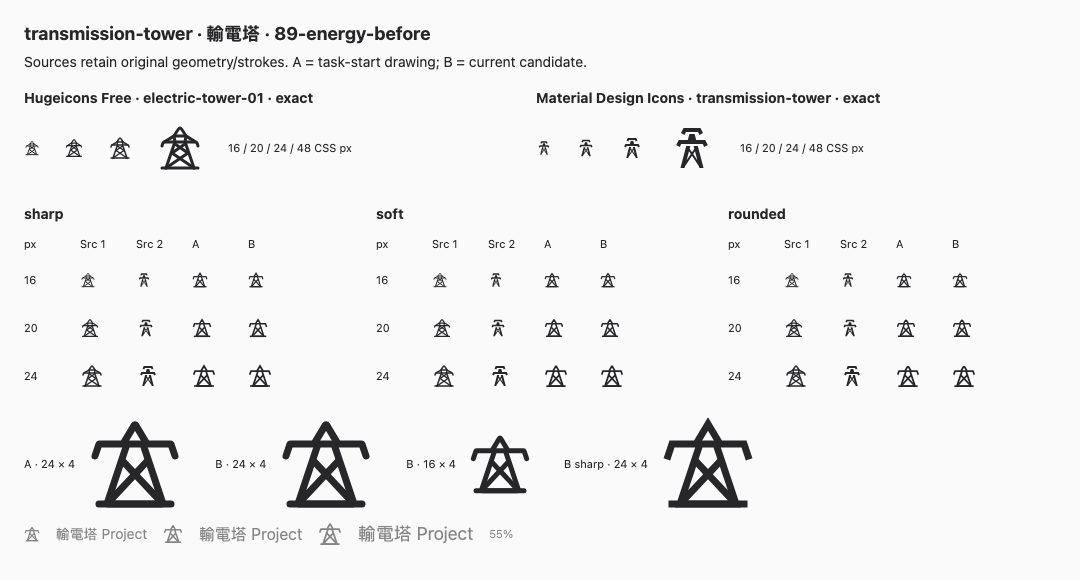 transmission-tower · 輸電塔 · 89-energy-before
Sources retain original geometry/strokes. A = task-start drawing; B = current candidate.
Hugeicons Free · electric-tower-01 · exact
Material Design Icons · transmission-tower · exact
16 / 20 / 24 / 48 CSS px
16 / 20 / 24 / 48 CSS px
sharp
soft
rounded
px Src 1 Src 2 A B
px Src 1 Src 2 A B
px Src 1 Src 2 A B
16
16
16
20
20
20
24
24
24
A · 24 × 4
B · 24 × 4
B · 16 × 4
B sharp · 24 × 4
輸電塔 Project
輸電塔 Project
輸電塔 Project
55%